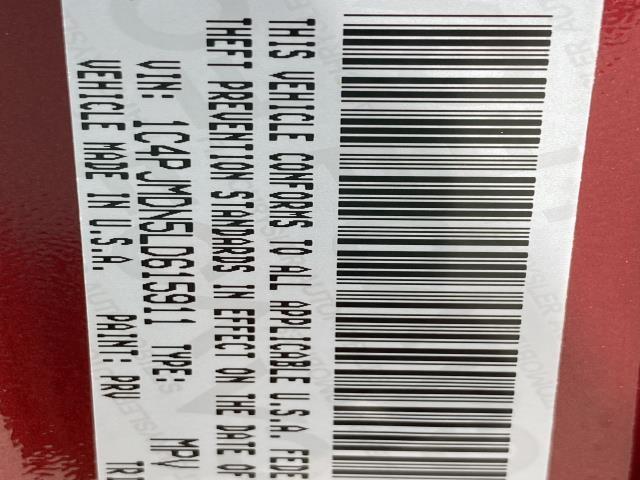 THIS VEHICLE CONFORMS TO ALL APPLICABLE U.S.A. FEDE
THEFT PREVENTION STANDARDS IN EFFECT ON THE DATE OF
VIN: 1C4PJMDN5LD615911 TYPE: MPV
VEHICLE MADE IN U.S.A. PAINT: PRV TRI